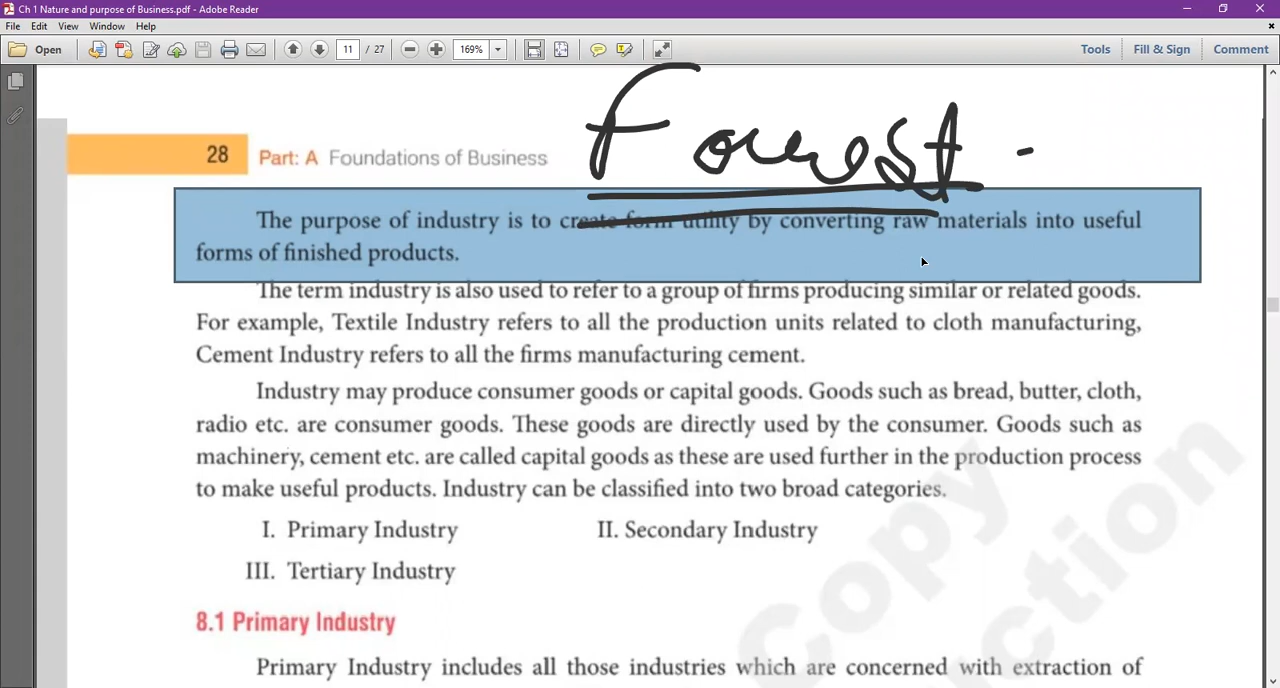 Ch 1 Nature and purpose of Business.pdf - Adobe Reader
File Edit View Window Help
Open 11 / 27 169% Tools Fill & Sign Comment
Forest -
28 Part: A Foundations of Business
The purpose of industry is to create form utility by converting raw materials into useful
forms of finished products.
The term industry is also used to refer to a group of firms producing similar or related goods.
For example, Textile Industry refers to all the production units related to cloth manufacturing,
Cement Industry refers to all the firms manufacturing cement.
Industry may produce consumer goods or capital goods. Goods such as bread, butter, cloth,
radio etc. are consumer goods. These goods are directly used by the consumer. Goods such as
machinery, cement etc. are called capital goods as these are used further in the production process
to make useful products. Industry can be classified into two broad categories.
I. Primary Industry II. Secondary Industry
III. Tertiary Industry
8.1 Primary Industry
Primary Industry includes all those industries which are concerned with extraction of
Copy